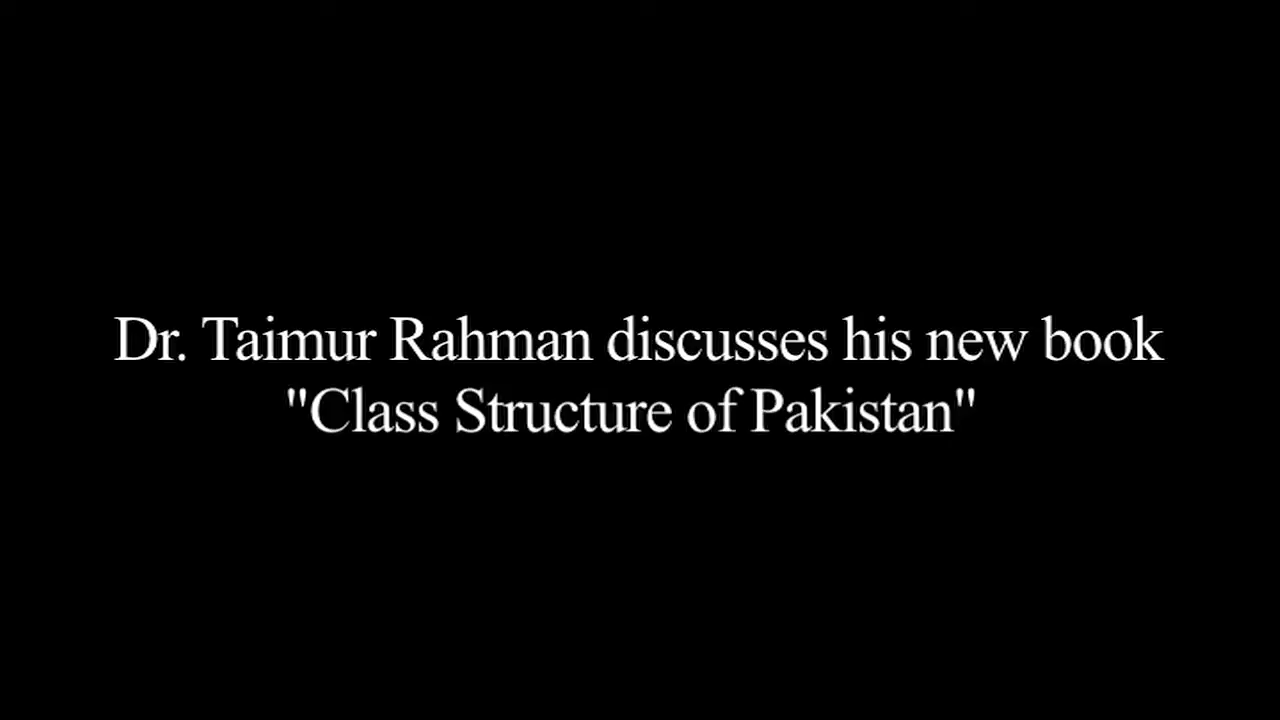 Dr. Taimur Rahman discusses his new book
"Class Structure of Pakistan"